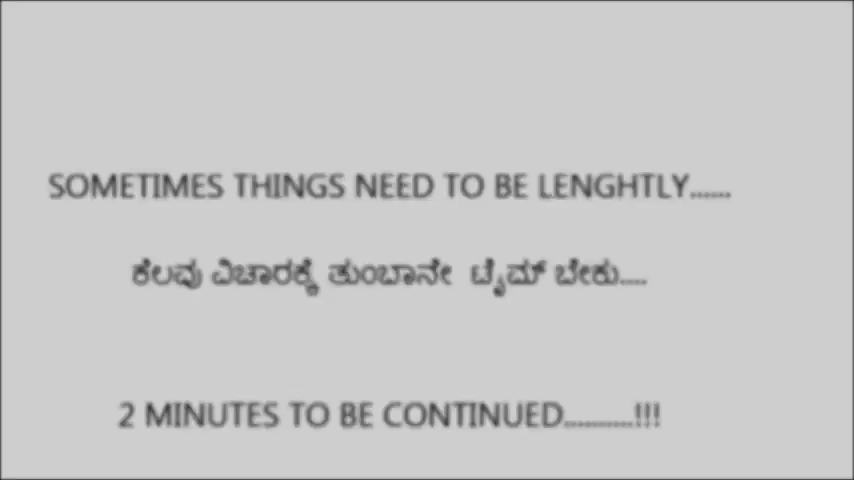 SOMETIMES THINGS NEED TO BE LENGHTLY......
ಕೆಲವು ವಿಚಾರಕ್ಕೆ ತುಂಬಾನೇ ಟೈಮ್ ಬೇಕು....
2 MINUTES TO BE CONTINUED..........!!!